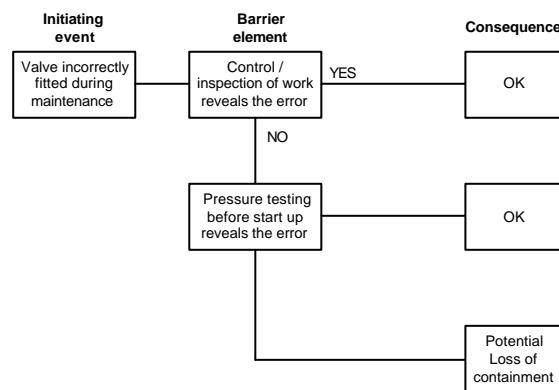 Initiating
event
Barrier
element
Consequence
Valve incorrectly
fitted during
maintenance
Control /
inspection of work
reveals the error
YES
OK
NO
Pressure testing
before start up
reveals the error
OK
Potential
Loss of
containment